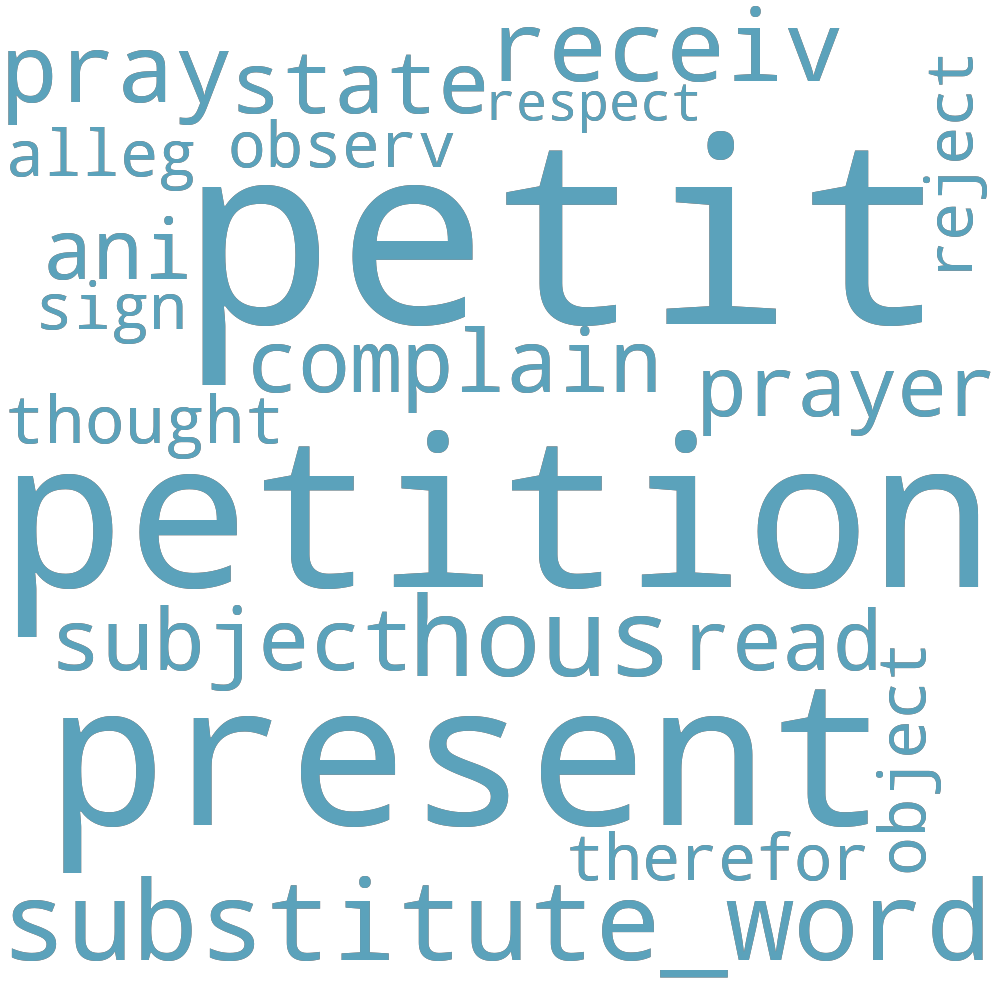 receiv
pray
state
respect
reject
alleg
observ
petit
ani
sign
complain
prayer
thought
petition
subject
hous
read
object
present
therefor
substitute_word